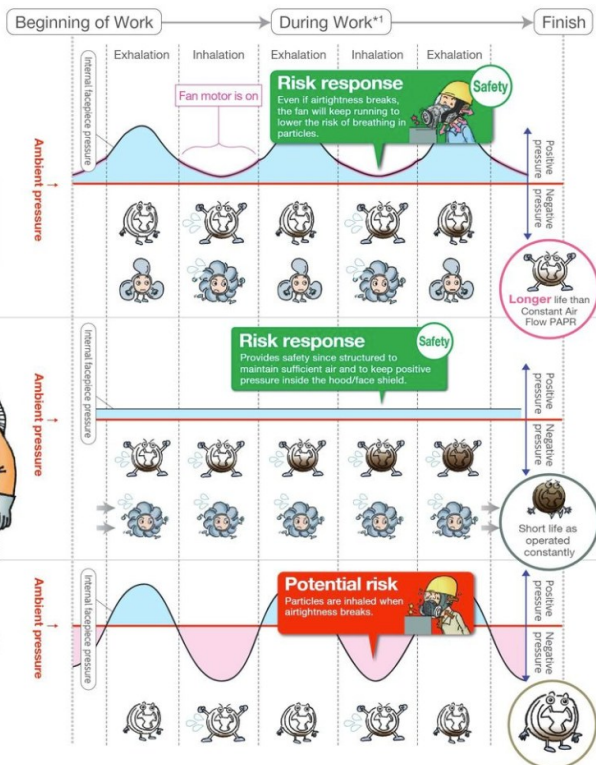 Beginning of Work
During Work*1
Finish
Exhalation
Inhalation
Exhalation
Inhalation
Exhalation
Internal facepiece pressure
Fan motor is on
Risk response
Safety
Even if airtightness breaks,
the fan will keep running to
lower the risk of breathing in
particles.
Ambient pressure
Positive
pressure
Negative
pressure
Longer life than
Constant Air
Flow PAPR
Internal facepiece pressure
Risk response
Safety
Provides safety since structured to
maintain sufficient air and to keep positive
pressure inside the hood/face shield.
Ambient pressure
Positive
pressure
Negative
pressure
Short life as
operated
constantly
Internal facepiece pressure
Potential risk
Particles are inhaled when
airtightness breaks.
Ambient pressure
Positive
pressure
Negative
pressure